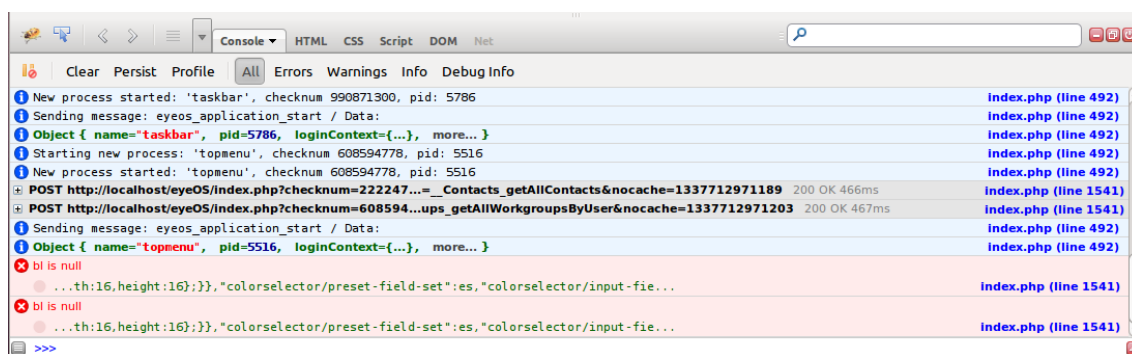 Console HTML CSS Script DOM Net
Clear Persist Profile All Errors Warnings Info Debug Info
New process started: 'taskbar', checknum 990871300, pid: 5786 index.php (line 492)
Sending message: eyeos_application_start / Data: index.php (line 492)
Object { name="taskbar", pid=5786, loginContext={...}, more... } index.php (line 492)
Starting new process: 'topmenu', checknum 608594778, pid: 5516 index.php (line 492)
New process started: 'topmenu', checknum 608594778, pid: 5516 index.php (line 492)
POST http://localhost/eyeOS/index.php?checknum=222247...=__Contacts_getAllContacts&nocache=1337712971189 200 OK 466ms index.php (line 1541)
POST http://localhost/eyeOS/index.php?checknum=608594...ups_getAllWorkgroupsByUser&nocache=1337712971203 200 OK 467ms index.php (line 1541)
Sending message: eyeos_application_start / Data: index.php (line 492)
Object { name="topmenu", pid=5516, loginContext={...}, more... } index.php (line 492)
bl is null
...th:16,height:16};}},"colorselector/preset-field-set":es,"colorselector/input-fie... index.php (line 1541)
bl is null
...th:16,height:16};}},"colorselector/preset-field-set":es,"colorselector/input-fie... index.php (line 1541)
>>>